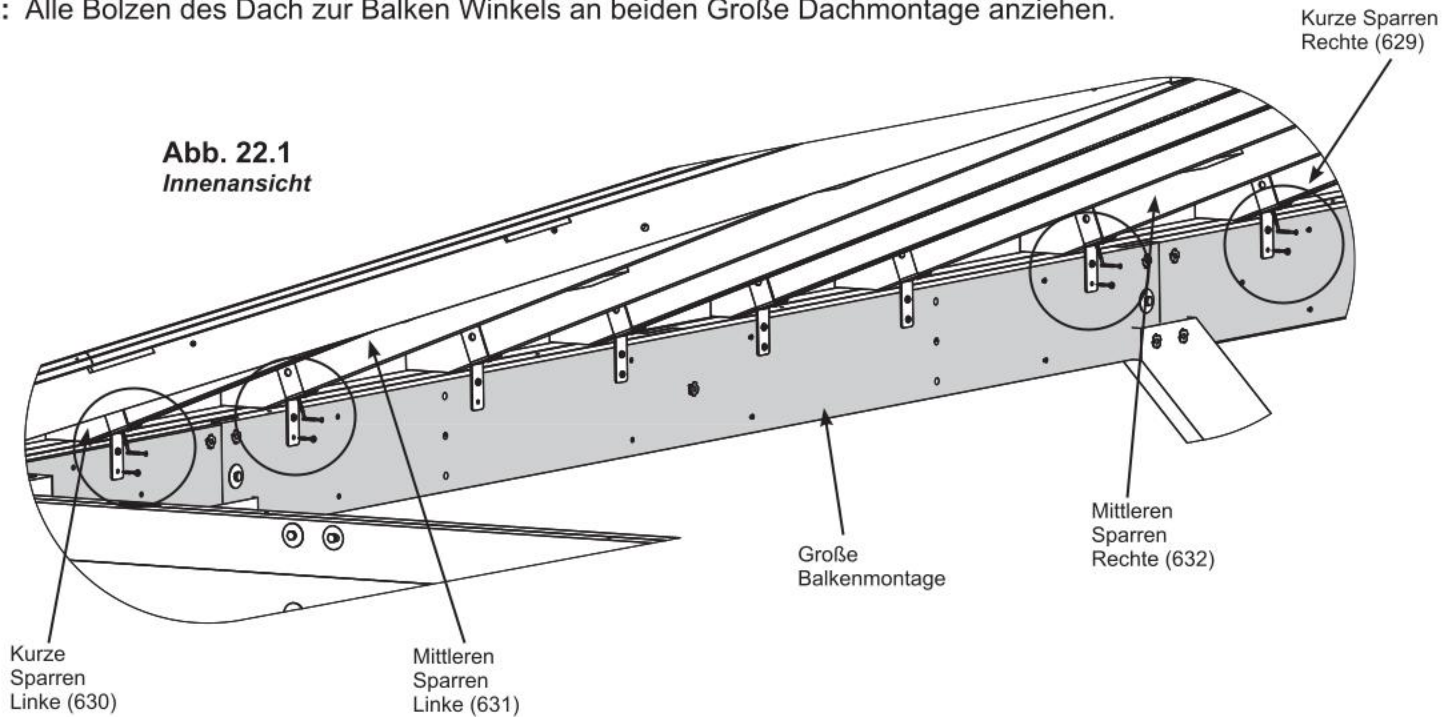 : Alle Bolzen des Dach zur Balken Winkels an beiden Große Dachmontage anziehen.
Kurze Sparren
Rechte (629)
Abb. 22.1
Innenansicht
Mittleren
Sparren
Rechte (632)
Große
Balkenmontage
Kurze
Sparren
Linke (630)
Mittleren
Sparren
Linke (631)